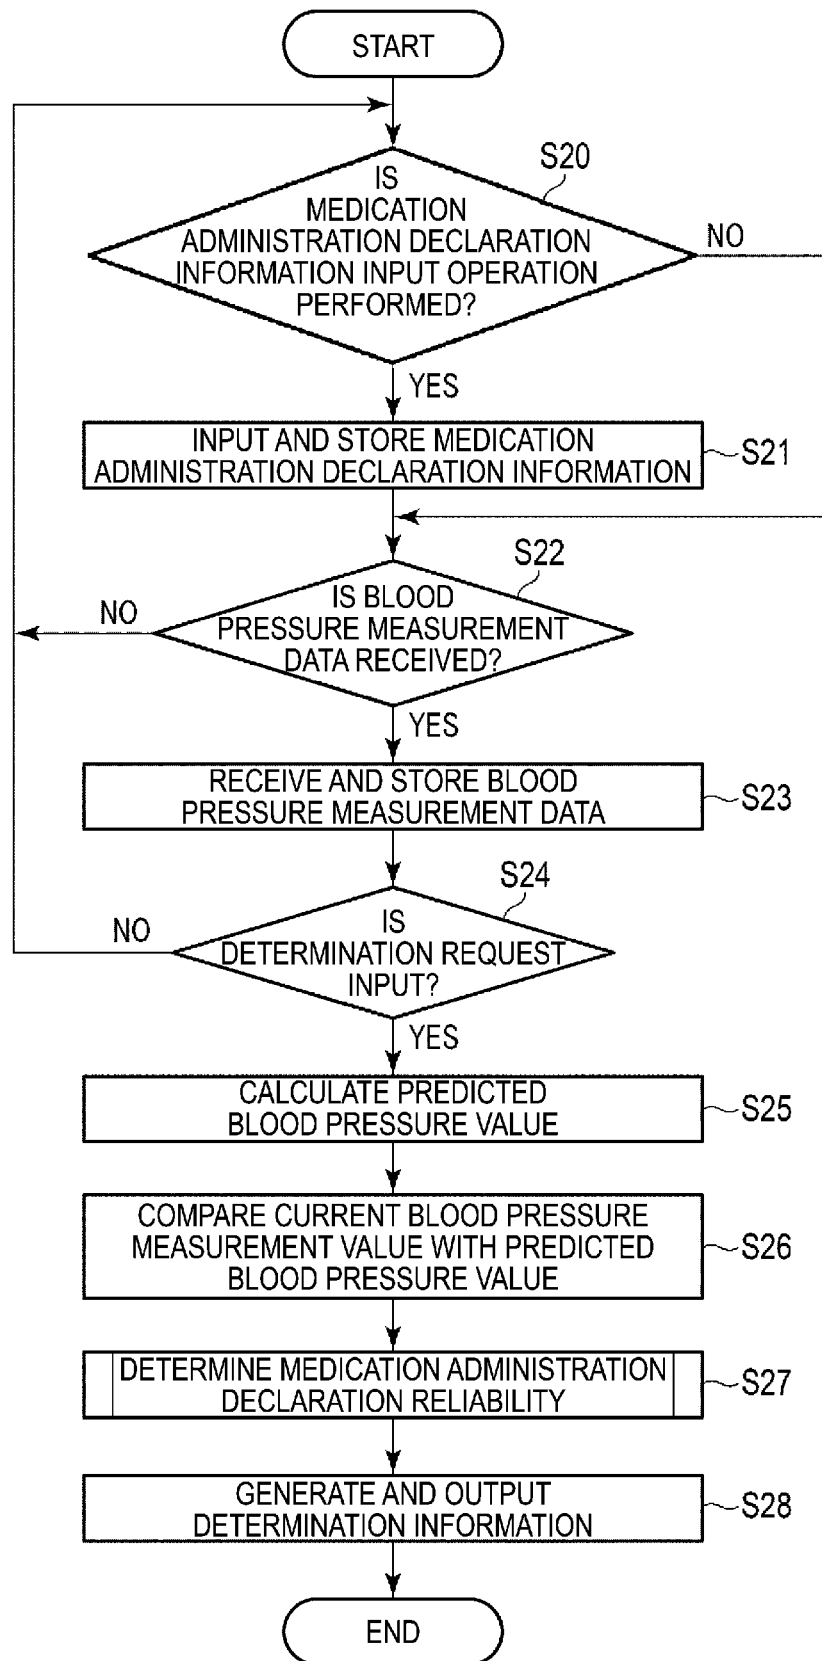 START
S20
IS
MEDICATION
ADMINISTRATION DECLARATION
INFORMATION INPUT OPERATION
PERFORMED?
NO
YES
INPUT AND STORE MEDICATION
ADMINISTRATION DECLARATION INFORMATION
S21
S22
IS BLOOD
PRESSURE MEASUREMENT
DATA RECEIVED?
NO
YES
RECEIVE AND STORE BLOOD
PRESSURE MEASUREMENT DATA
S23
S24
IS
DETERMINATION REQUEST
INPUT?
NO
YES
CALCULATE PREDICTED
BLOOD PRESSURE VALUE
S25
COMPARE CURRENT BLOOD PRESSURE
MEASUREMENT VALUE WITH PREDICTED
BLOOD PRESSURE VALUE
S26
DETERMINE MEDICATION ADMINISTRATION
DECLARATION RELIABILITY
S27
GENERATE AND OUTPUT
DETERMINATION INFORMATION
S28
END